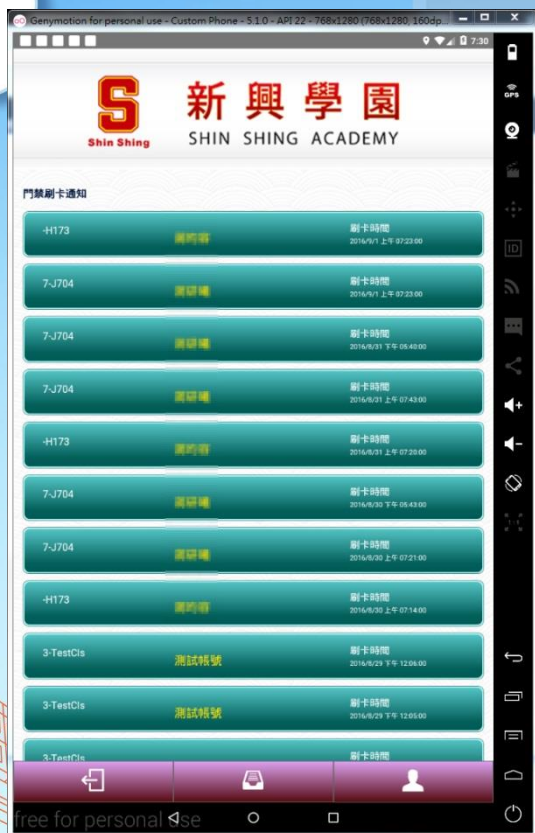 Genymotion for personal use - Custom Phone - 5.1.0 - API 22 - 768x1280 (768x1280, 160dp...
7:30
GPS
S
Shin Shing
新興學園
SHIN SHING ACADEMY
門禁刷卡通知
-H173
刷卡時間
2016/9/1 上午 07:23:00
7-J704
刷卡時間
2016/9/1 上午 07:23:00
7-J704
刷卡時間
2016/8/31 下午 05:40:00
7-J704
刷卡時間
2016/8/31 上午 07:43:00
-H173
刷卡時間
2016/8/31 上午 07:20:00
7-J704
刷卡時間
2016/8/30 下午 05:43:00
7-J704
刷卡時間
2016/8/30 上午 07:21:00
-H173
刷卡時間
2016/8/30 上午 07:14:00
3-TestCls
測試帳號
刷卡時間
2016/8/29 下午 12:06:00
3-TestCls
測試帳號
刷卡時間
2016/8/29 下午 12:05:00
3-TestCls
刷卡時間
ID
free for personal use